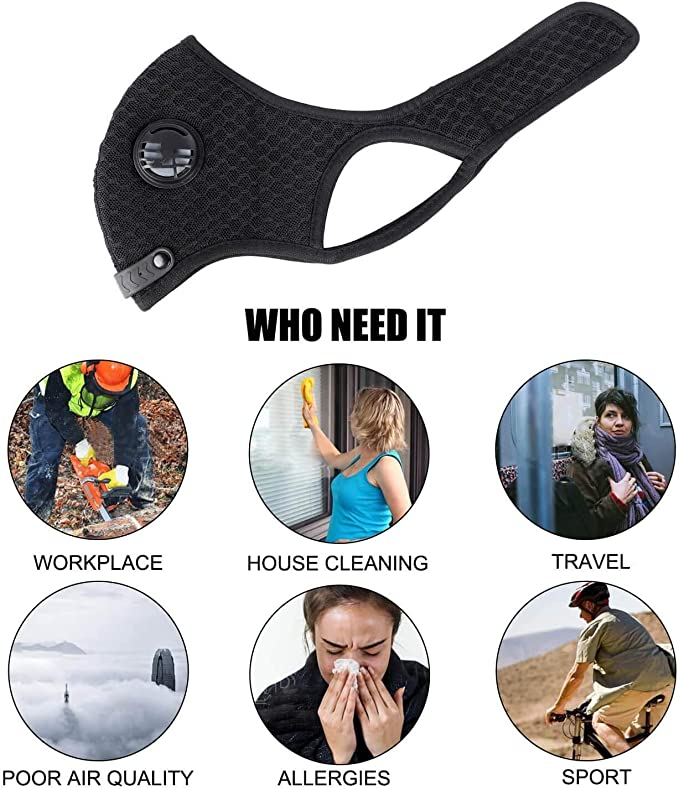 WHO NEED IT
WORKPLACE
HOUSE CLEANING
TRAVEL
POOR AIR QUALITY
ALLERGIES
SPORT